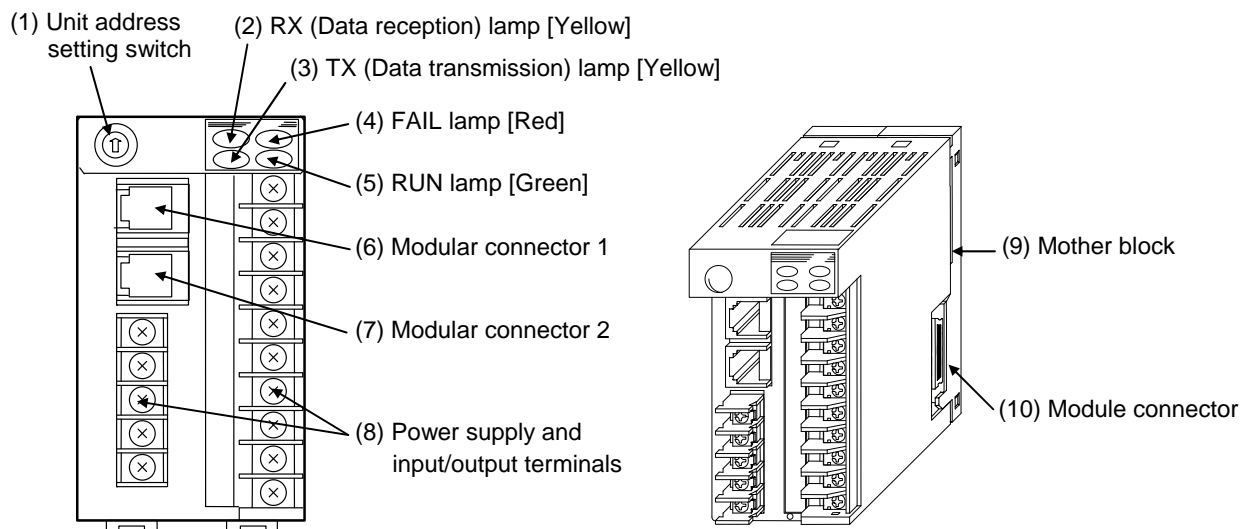 (1) Unit address
setting switch
(2) RX (Data reception) lamp [Yellow]
(3) TX (Data transmission) lamp [Yellow]
(4) FAIL lamp [Red]
(5) RUN lamp [Green]
(6) Modular connector 1
(7) Modular connector 2
(8) Power supply and
input/output terminals
(9) Mother block
(10) Module connector